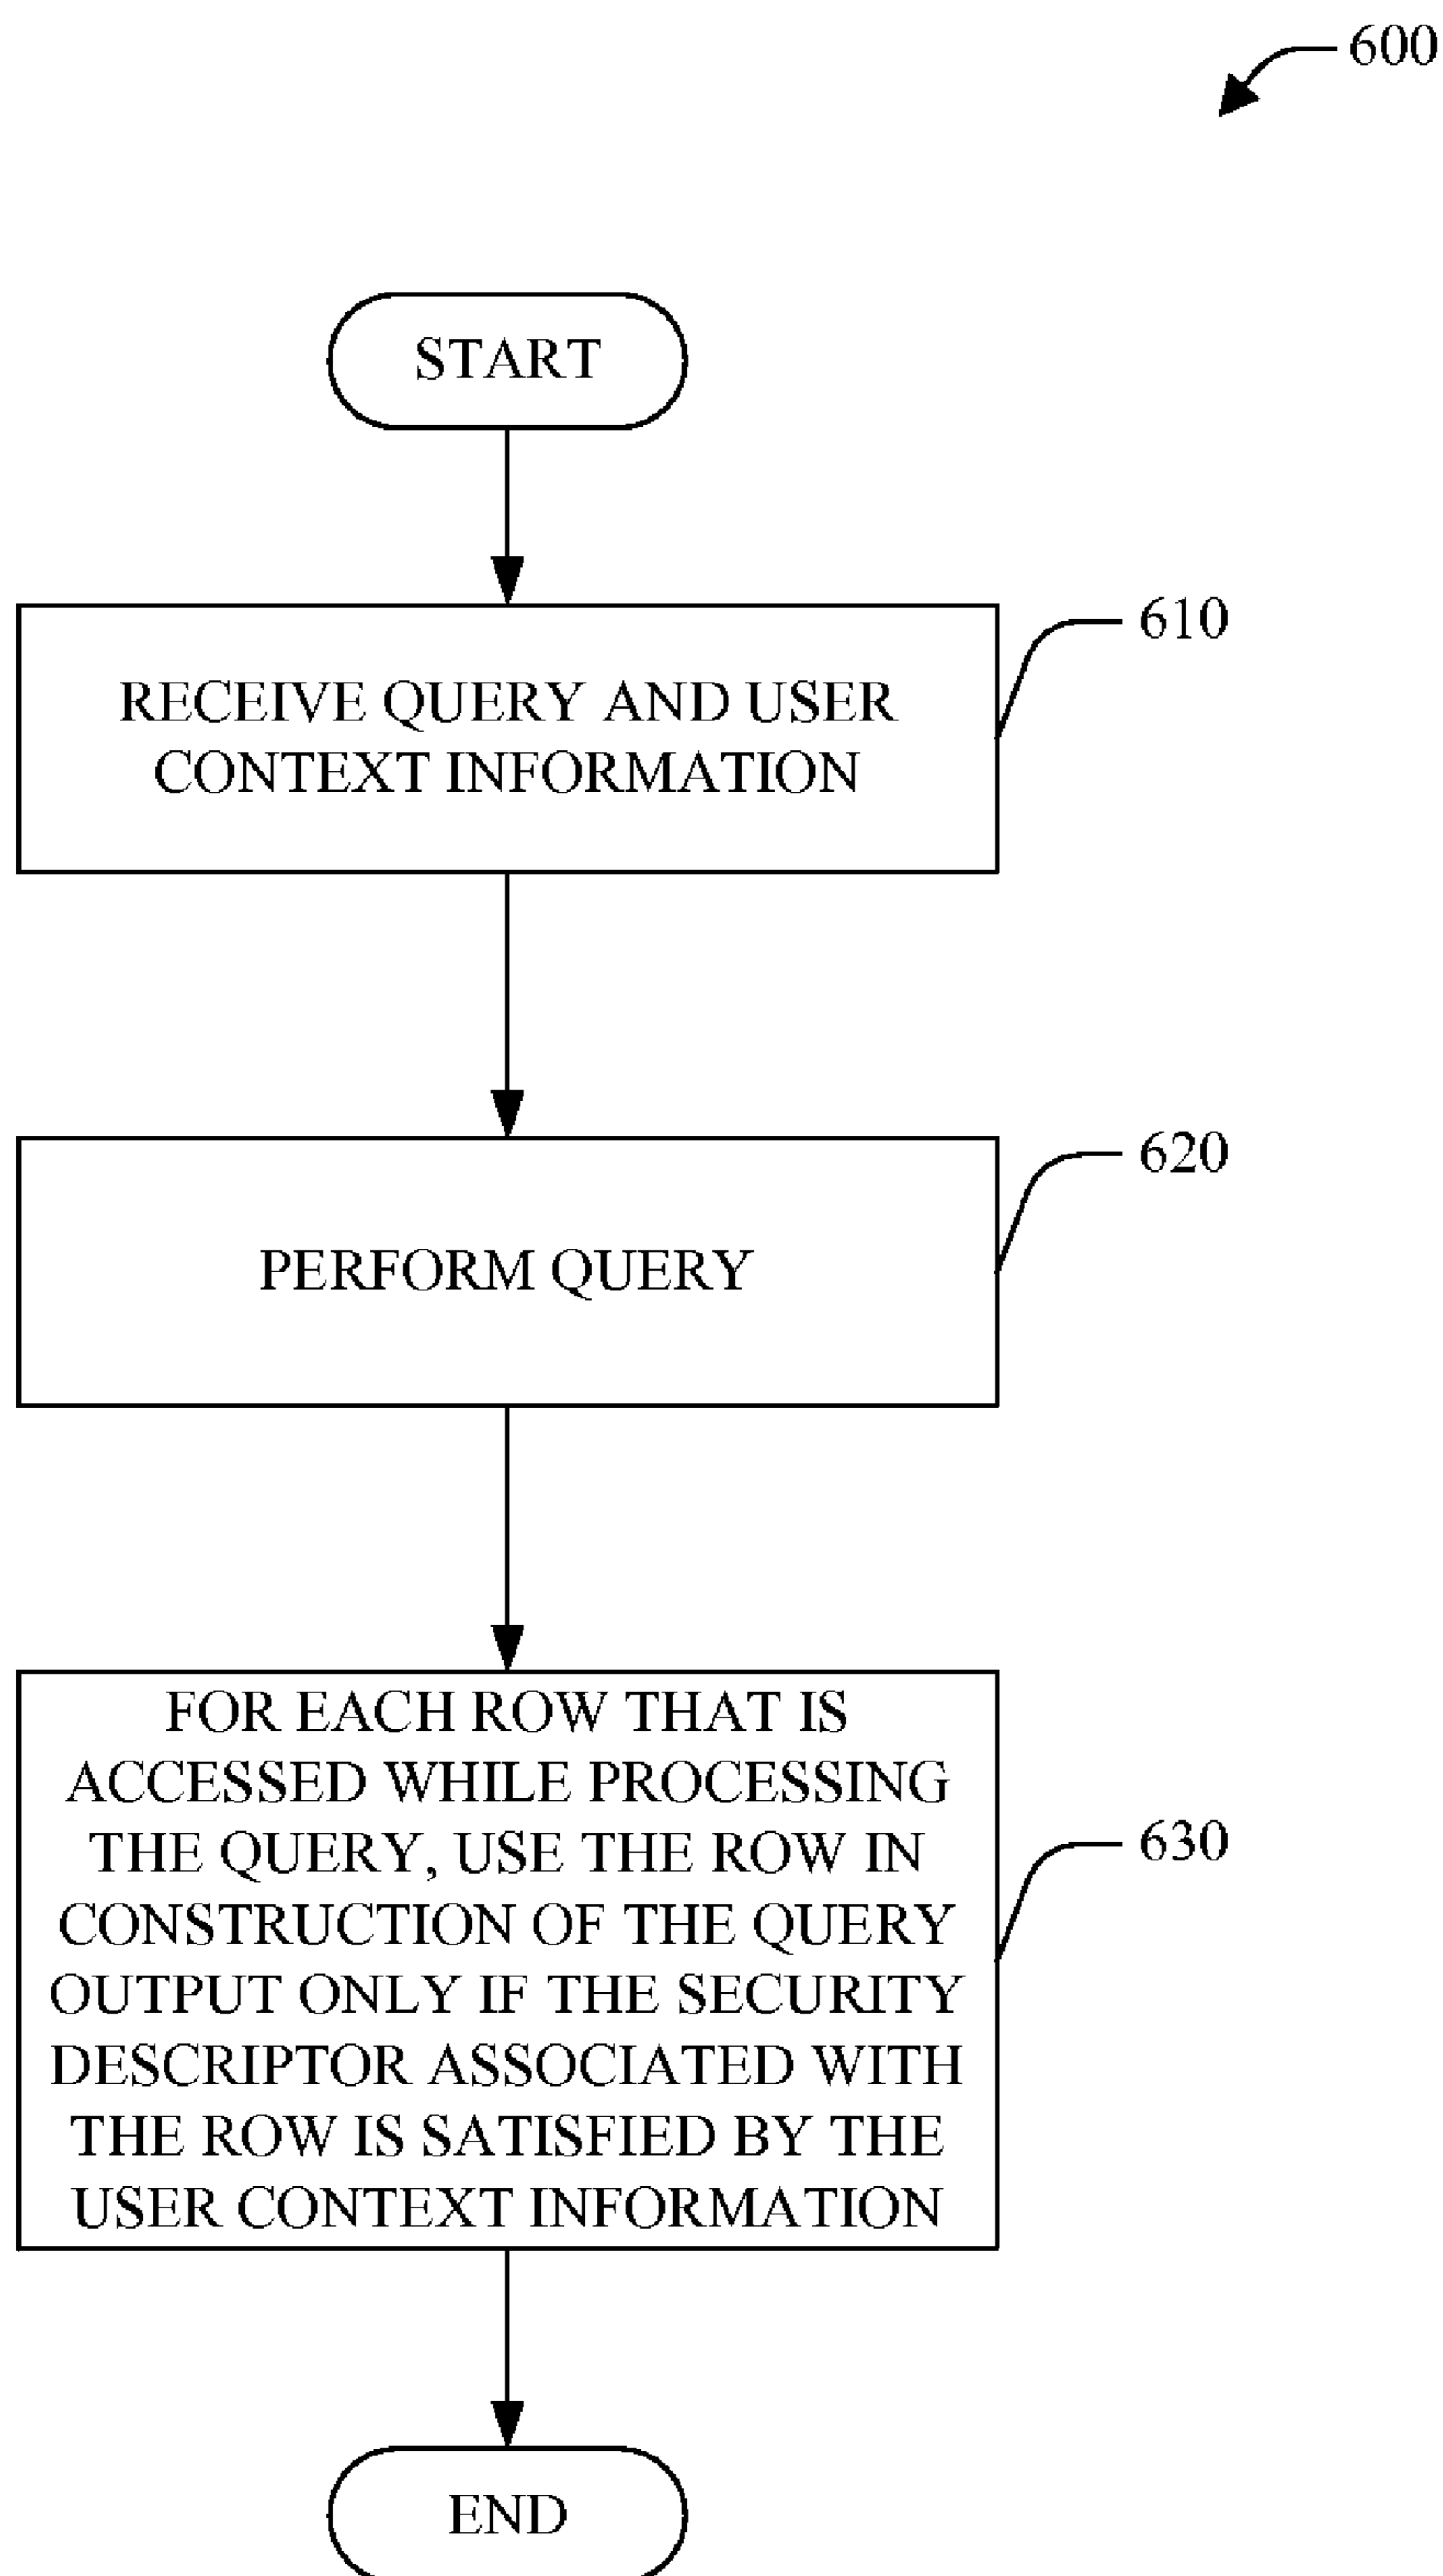 600
START
610
RECEIVE QUERY AND USER
CONTEXT INFORMATION
620
PERFORM QUERY
FOR EACH ROW THAT IS
ACCESSED WHILE PROCESSING
THE QUERY, USE THE ROW IN
630
CONSTRUCTION OF THE QUERY
OUTPUT ONLY IF THE SECURITY
DESCRIPTOR ASSOCIATED WITH
THE ROW IS SATISFIED BY THE
USER CONTEXT INFORMATION
END